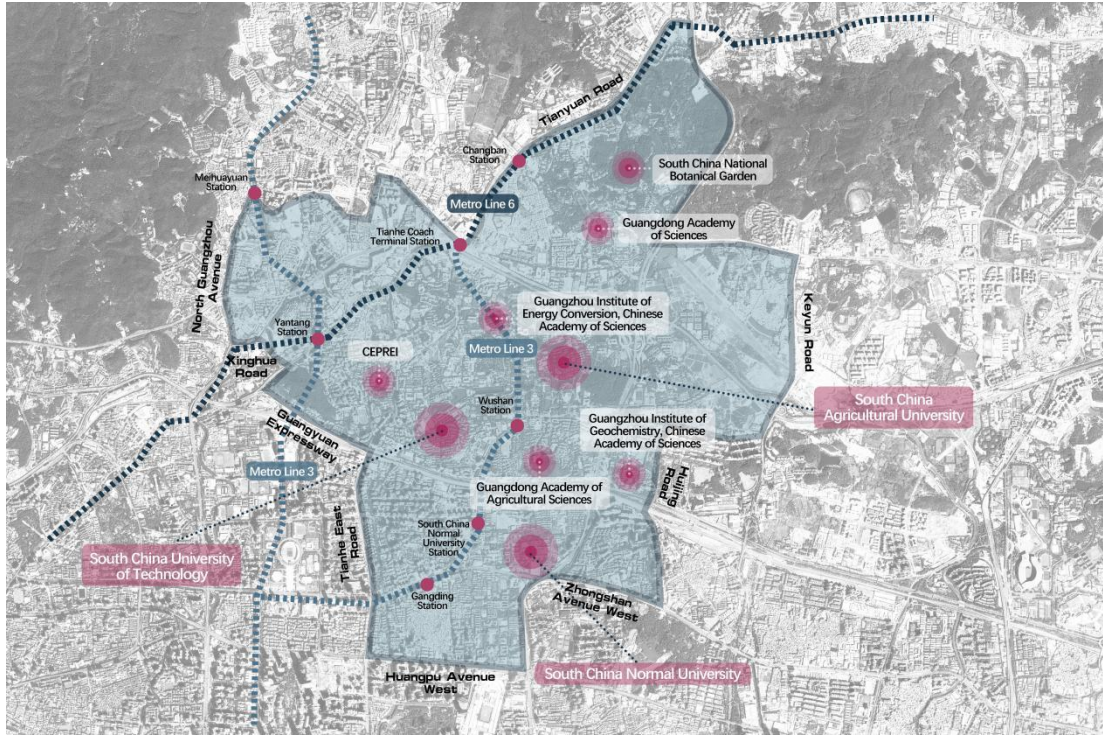 Tianyuan Road
Changban
Station
South China National
Botanical Garden
Meihuayuan
Station
Metro Line 6
Guangdong Academy
of Sciences
Tianhe Coach
Terminal Station
North Guangzhou
Avenue
Guangzhou Institute of
Energy Conversion, Chinese
Academy of Sciences
Keyun Road
Yantang
Station
CEPREI
Metro Line 3
Xinghua
Road
South China
Agricultural University
Wushan
Station
Guangyuan
Expressway
Guangzhou Institute of
Geochemistry, Chinese
Academy of Sciences
Metro Line 3
Huijing
Road
Guangdong Academy of
Agricultural Sciences
Tianhe East
Road
South China
Normal
University
Station
South China University
of Technology
Gangding
Station
Zhongshan
Avenue West
Huangpu Avenue
West
South China Normal University